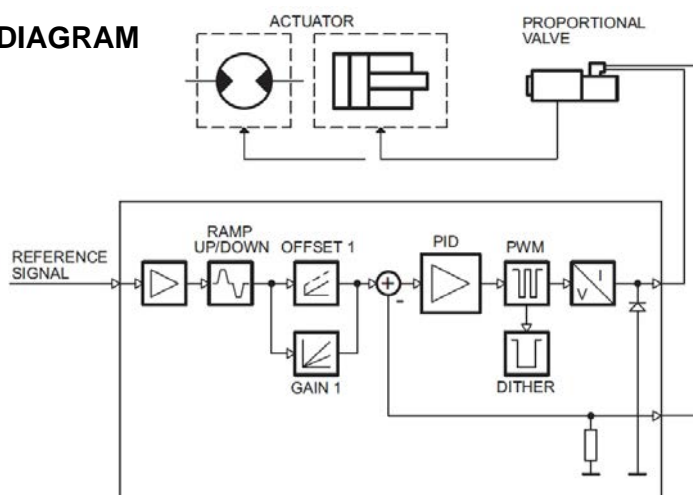 DIAGRAM
ACTUATOR
PROPORTIONAL
VALVE
REFERENCE
SIGNAL
RAMP
UP/DOWN
OFFSET 1
GAIN 1
+
-
PID
PWM
DITHER
I
V